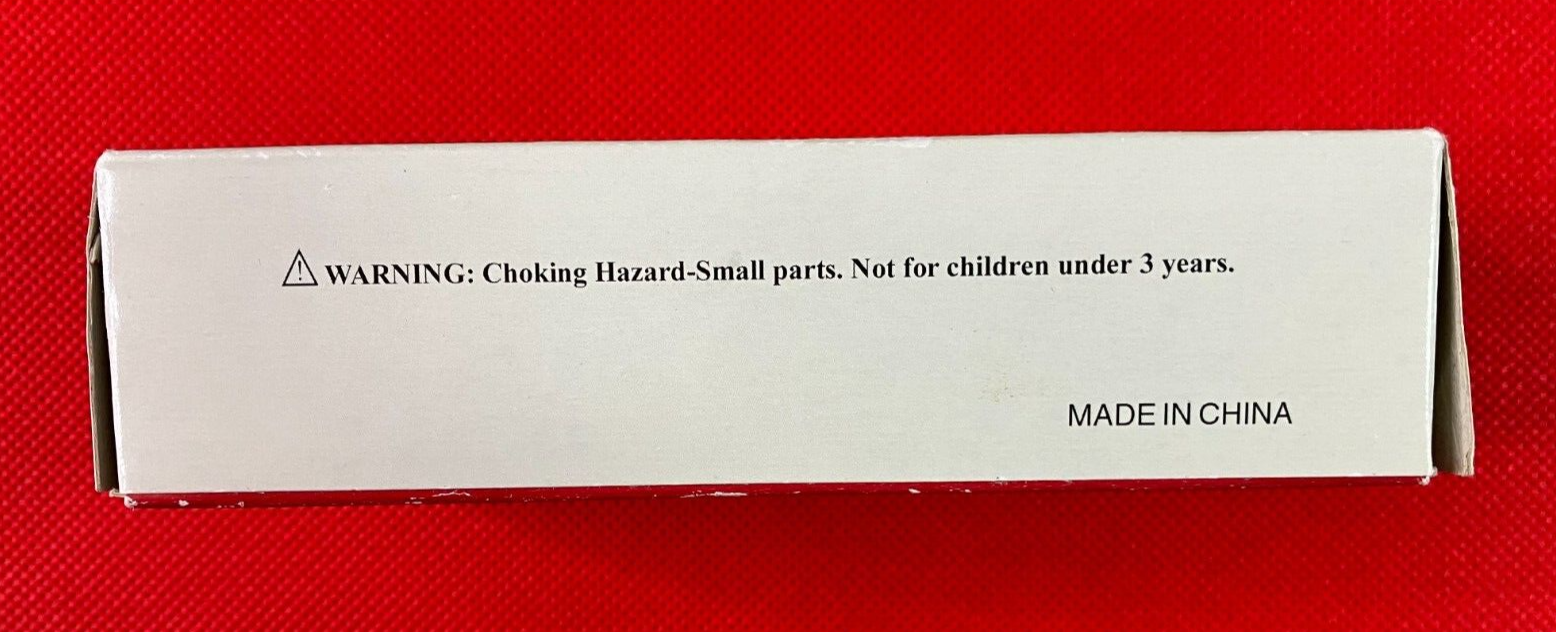 ⚠ WARNING: Choking Hazard-Small parts. Not for children under 3 years.
MADE IN CHINA